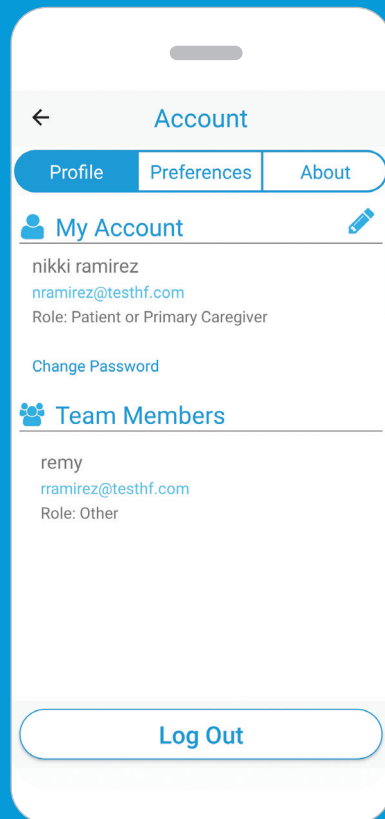 Account
Profile Preferences About
My Account
nikki ramirez
nramirez@testhf.com
Role: Patient or Primary Caregiver
Change Password
Team Members
remy
rramirez@testhf.com
Role: Other
Log Out